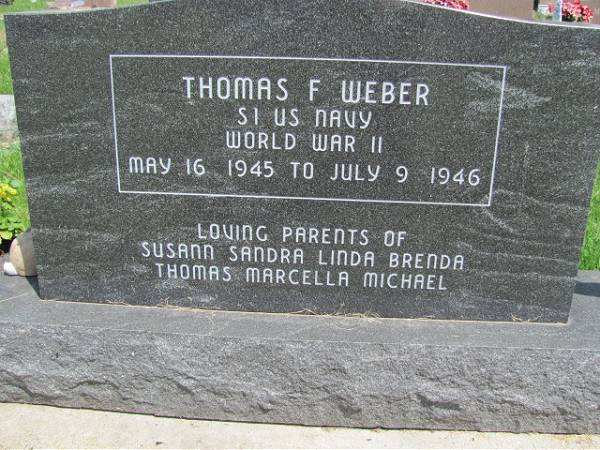 THOMAS F WEBER
S1 US NAVY
WORLD WAR II
MAY 16 1945 TO JULY 9 1946
LOVING PARENTS OF
SUSANN SANDRA LINDA BRENDA
THOMAS MARCELLA MICHAEL